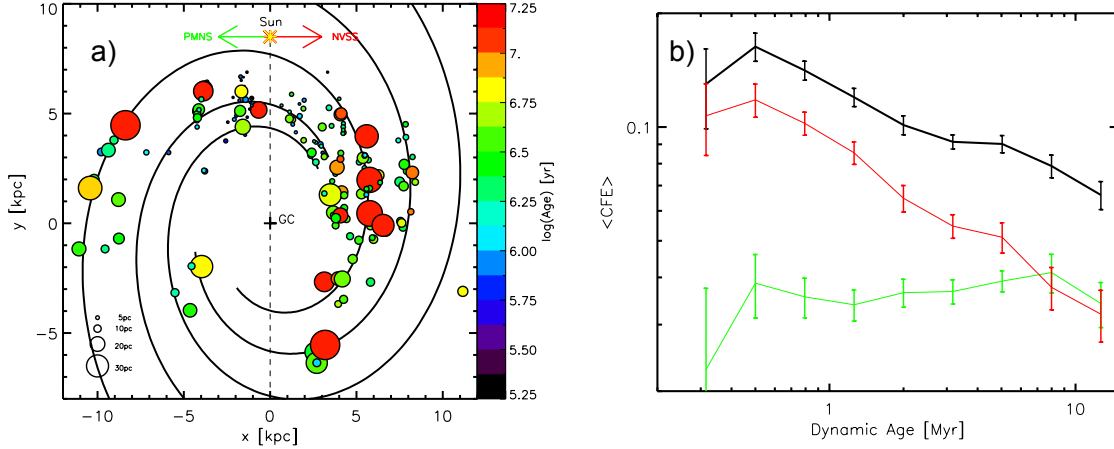 a)
Sun
PMNS
NVSS
GC
5pc
10pc
20pc
30pc
10
5
0
-5
y [kpc]
-10
-5
0
5
10
x [kpc]
7.25
7.
6.75
6.50
6.25
6.00
5.75
5.50
5.25
log(Age) [yr]
b)
0.1
<CFE>
1
10
Dynamic Age [Myr]